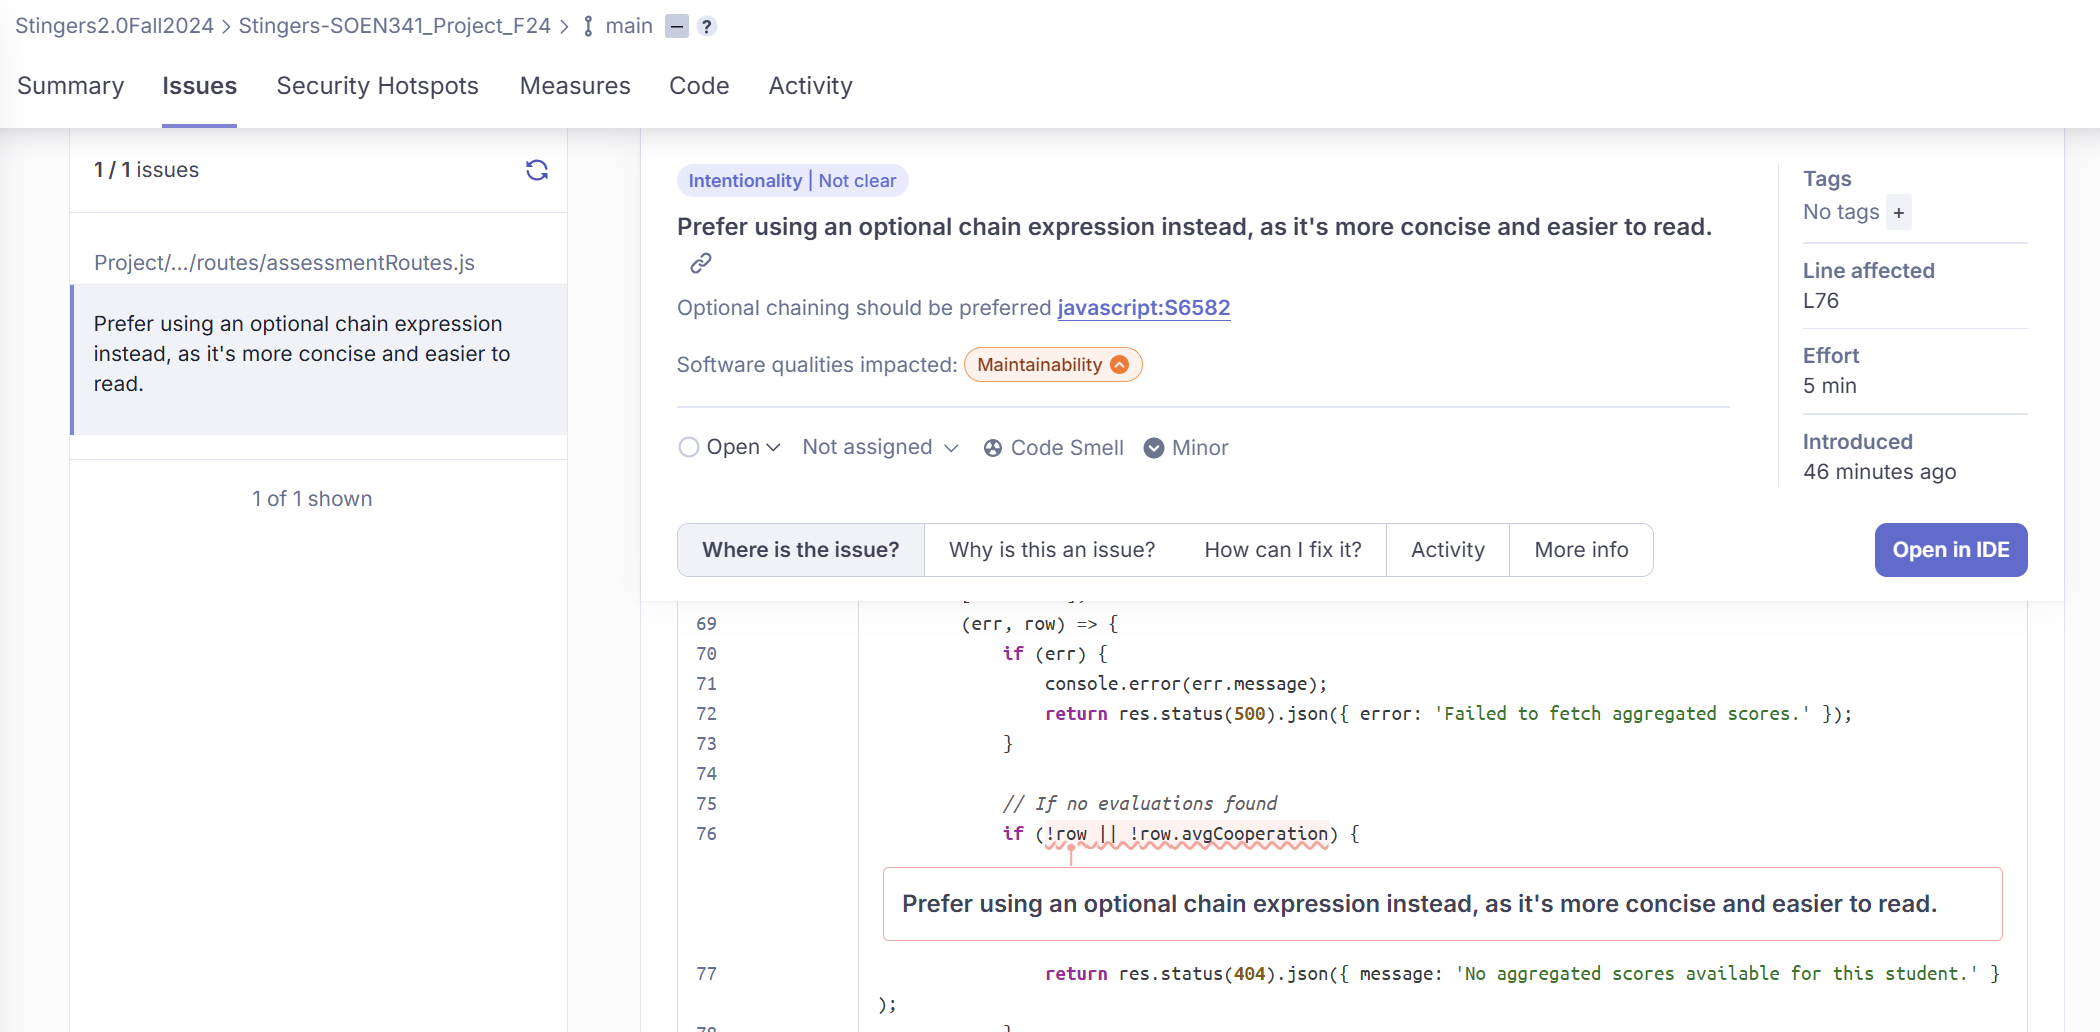 Stingers2.0Fall2024 > Stingers-SOEN341_Project_F24 > main ?
Summary Issues Security Hotspots Measures Code Activity
1 / 1 issues
Project/.../routes/assessmentRoutes.js
Prefer using an optional chain expression
instead, as it's more concise and easier to
read.
1 of 1 shown
Intentionality | Not clear
Prefer using an optional chain expression instead, as it's more concise and easier to read.
Optional chaining should be preferred javascript:S6582
Software qualities impacted: Maintainability
Open Not assigned Code Smell Minor
Tags
No tags +
Line affected
L76
Effort
5 min
Introduced
46 minutes ago
Where is the issue? Why is this an issue? How can I fix it? Activity More info
Open in IDE
69 (err, row) => {
70 if (err) {
71 console.error(err.message);
72 return res.status(500).json({ error: 'Failed to fetch aggregated scores.' });
73 }
74
75 // If no evaluations found
76 if (!row || !row.avgCooperation) {
Prefer using an optional chain expression instead, as it's more concise and easier to read.
77 return res.status(404).json({ message: 'No aggregated scores available for this student.' }
);
78 }